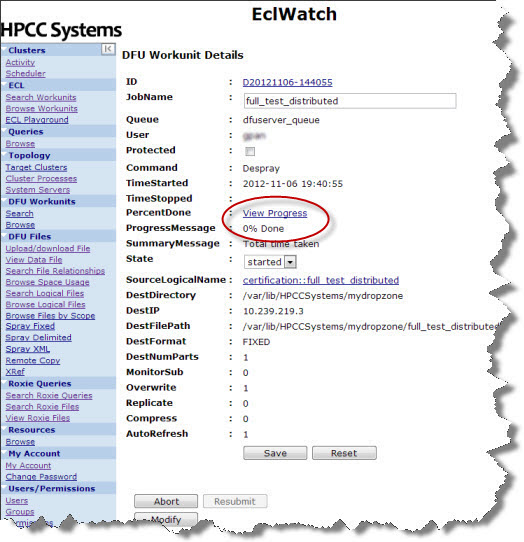 EclWatch
HPCC Systems
Clusters
Activity
Scheduler
ECL
Search Workunits
Browse Workunits
ECL Playground
Queries
Browse
Topology
Target Clusters
Cluster Processes
System Servers
DFU Workunits
Search
Browse
DFU Files
Upload/download File
View Data File
Search File Relationships
Browse Space Usage
Search Logical Files
Browse Logical Files
Browse Files by Scope
Spray Fixed
Spray Delimited
Spray XML
Remote Copy
XRef
Roxie Queries
Search Roxie Queries
Search Roxie Files
View Roxie Files
Resources
Browse
My Account
My Account
Change Password
Users/Permissions
Users
Groups
Permissions
DFU Workunit Details
ID : D20121106-144055
JobName : full_test_distributed
Queue : dfuserver_queue
User :
Protected :
Command : Despray
TimeStarted : 2012-11-06 19:40:55
TimeStopped :
PercentDone : View Progress
ProgressMessage : 0% Done
SummaryMessage : Total time taken
State : started
SourceLogicalName : certification::full_test_distributed
DestDirectory : /var/lib/HPCCSystems/mydropzone
DestIP : 10.239.219.3
DestFilePath : /var/lib/HPCCSystems/mydropzone/full_test_distributed
DestFormat : FIXED
DestNumParts : 1
MonitorSub : 0
Overwrite : 1
Replicate : 0
Compress : 0
AutoRefresh : 1
Save Reset
Abort Resubmit
Modify